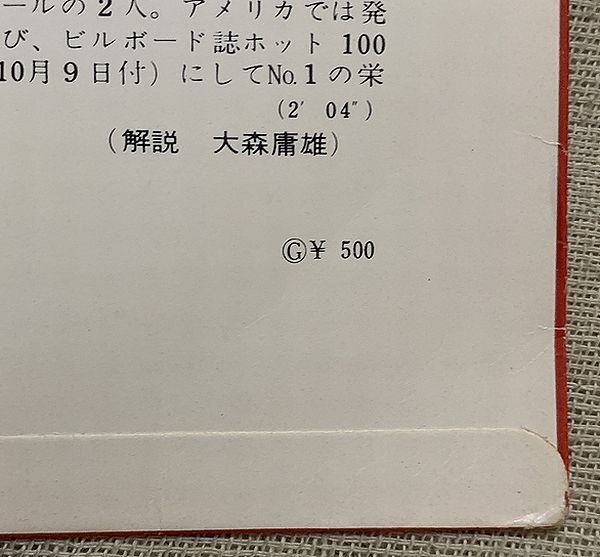 ールの2人。アメリカでは発
び、ビルボード誌ホット 100
10月9日付）にしてNo.1の栄
(2′ 04″)
（解説　大森庸雄）
Ⓖ¥ 500